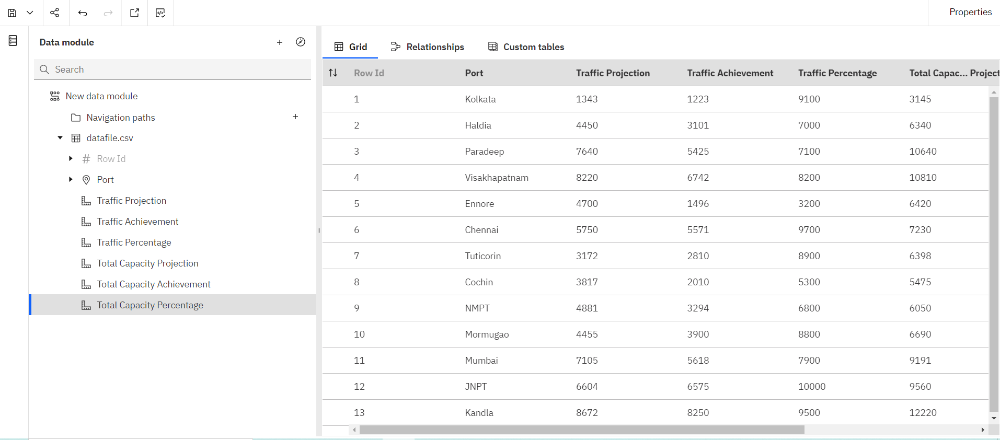 Properties
Data module
Search
New data module
Navigation paths
datafile.csv
Row Id
Port
Traffic Projection
Traffic Achievement
Traffic Percentage
Total Capacity Projection
Total Capacity Achievement
Total Capacity Percentage
Grid Relationships Custom tables
Row Id Port Traffic Projection Traffic Achievement Traffic Percentage Total Capac... Project
1 Kolkata 1343 1223 9100 3145
2 Haldia 4450 3101 7000 6340
3 Paradeep 7640 5425 7100 10640
4 Visakhapatnam 8220 6742 8200 10810
5 Ennore 4700 1496 3200 6420
6 Chennai 5750 5571 9700 7230
7 Tuticorin 3172 2810 8900 6398
8 Cochin 3817 2010 5300 5475
9 NMPT 4881 3294 6800 6050
10 Mormugao 4455 3900 8800 6690
11 Mumbai 7105 5618 7900 9191
12 JNPT 6604 6575 10000 9560
13 Kandla 8672 8250 9500 12220